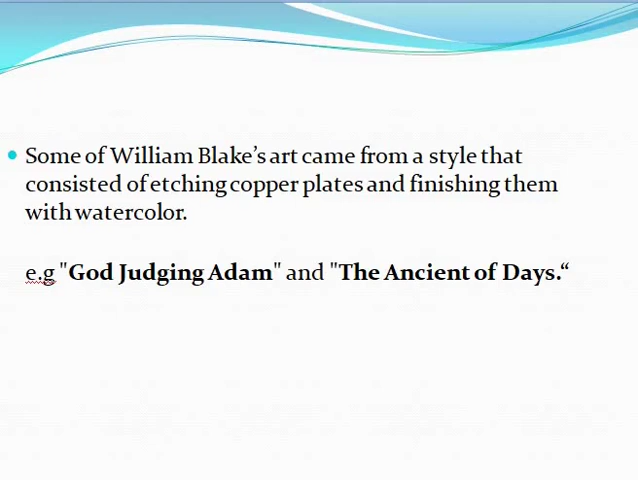 Some of William Blake’s art came from a style that
consisted of etching copper plates and finishing them
with watercolor.
e.g "God Judging Adam" and "The Ancient of Days.“